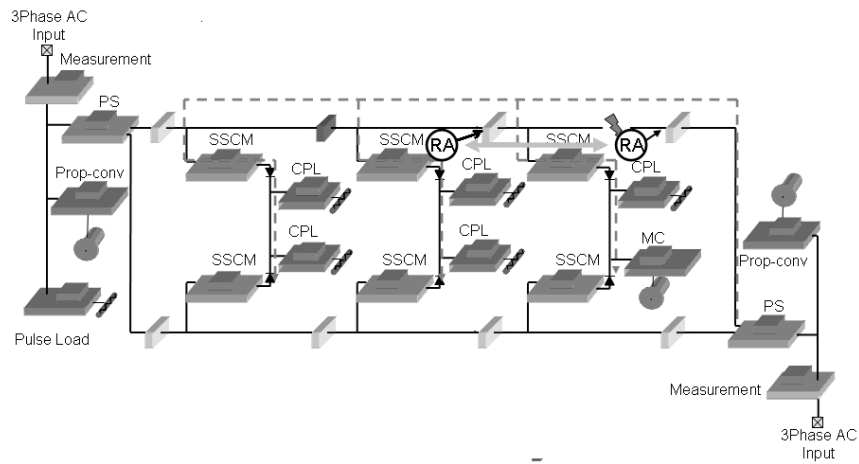 3Phase AC
Input
Measurement
PS
SSCM
SSCM
RA
SSCM
RA
Prop-conv
CPL
CPL
CPL
CPL
CPL
MC
SSCM
SSCM
SSCM
Prop-conv
Pulse Load
PS
Measurement
3Phase AC
Input